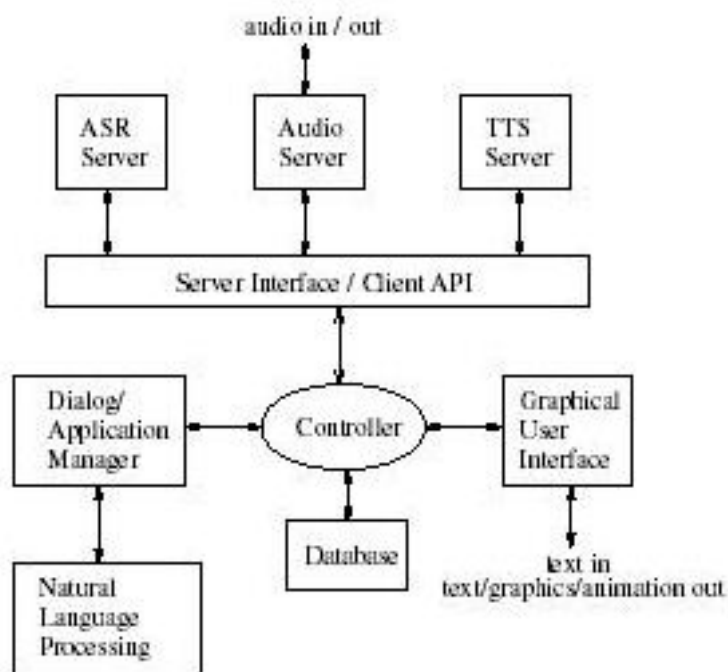 audio in / out
ASR
Server
Audio
Server
TTS
Server
Server Interface / Client API
Dialog/
Application
Manager
Controller
Graphical
User
Interface
Database
text in
text/graphics/animation out
Natural
Language
Processing